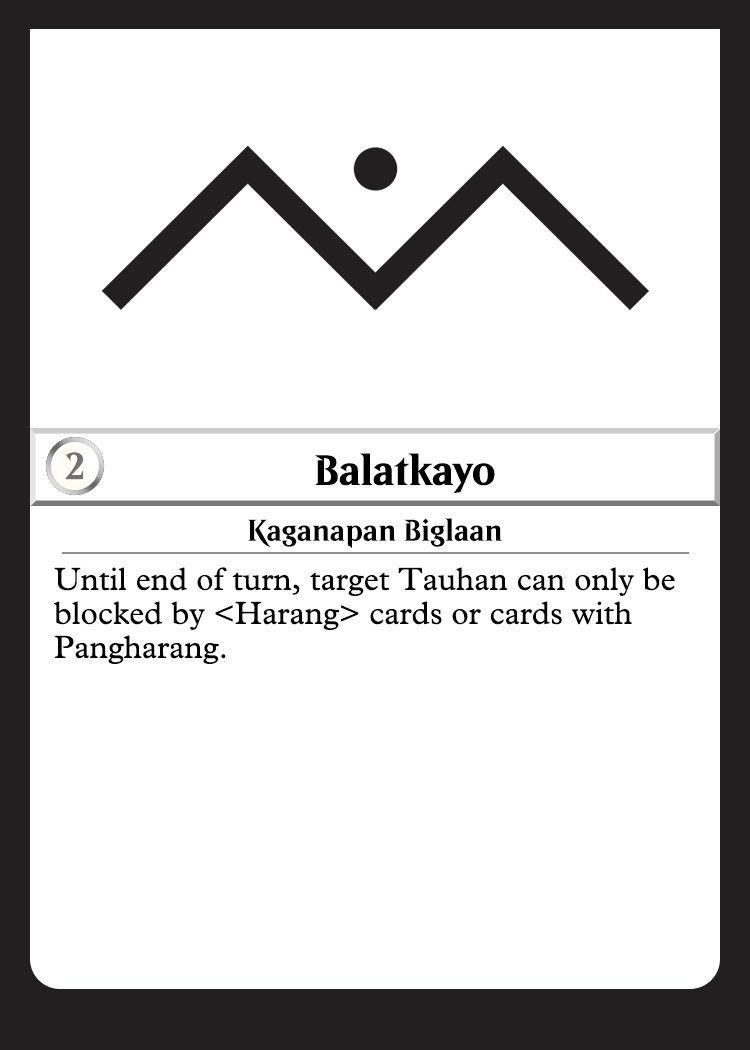 2
Balatkayo
Kaganapan Biglaan
Until end of turn, target Tauhan can only be
blocked by <Harang> cards or cards with
Pangharang.